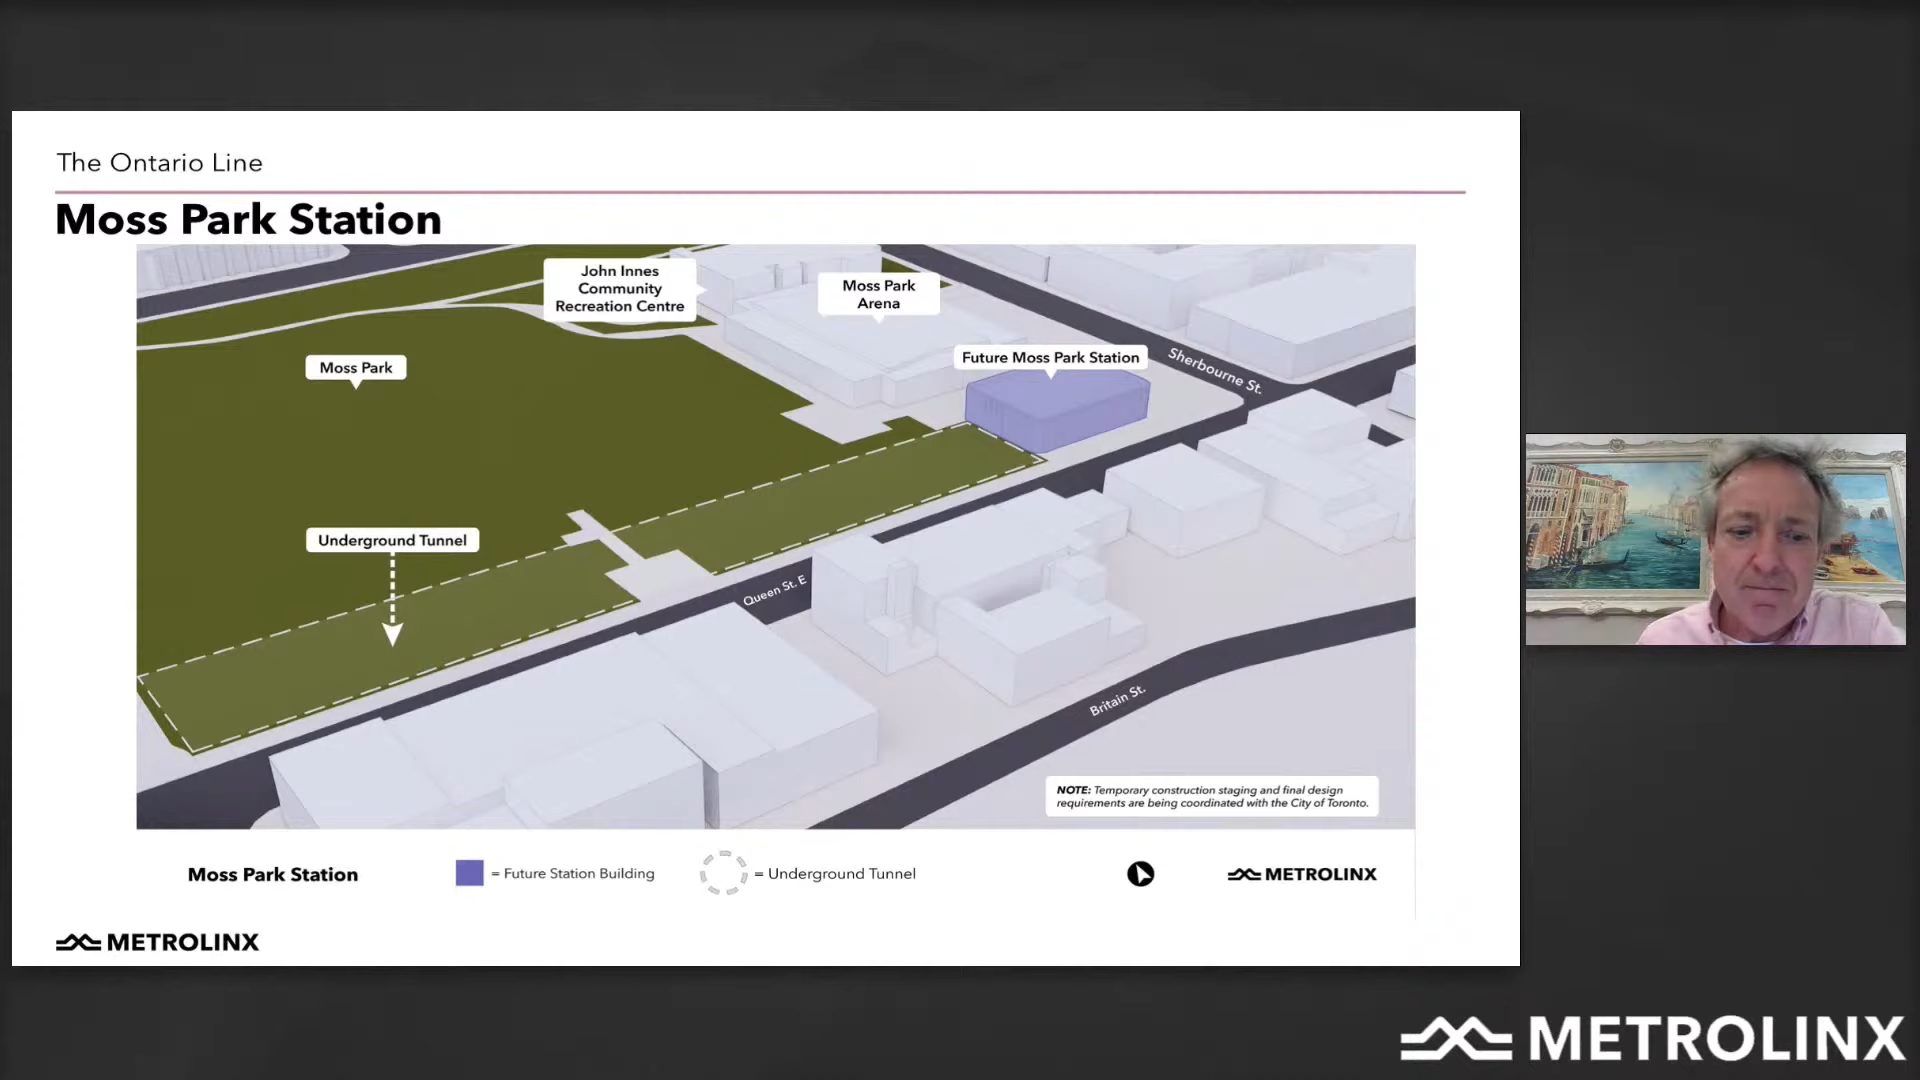 The Ontario Line
Moss Park Station
John Innes
Community
Recreation Centre
Moss Park
Arena
Future Moss Park Station
Sherbourne St.
Moss Park
Underground Tunnel
Queen St. E
Britain St.
NOTE: Temporary construction staging and final design
requirements are being coordinated with the City of Toronto.
Moss Park Station
= Future Station Building
= Underground Tunnel
METROLINX
METROLINX
METROLINX